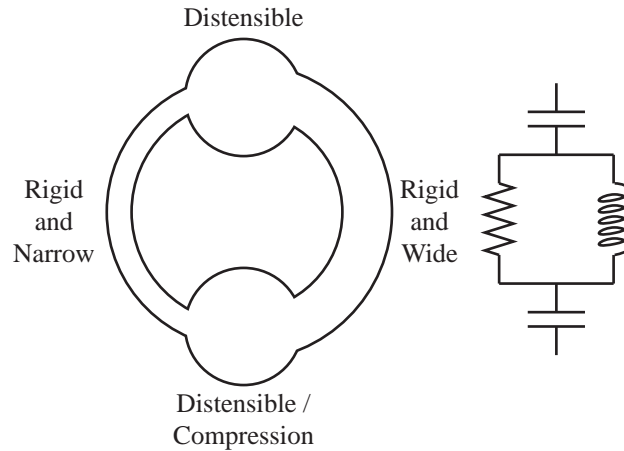 Distensible
Rigid
and
Narrow
Rigid
and
Wide
Distensible /
Compression